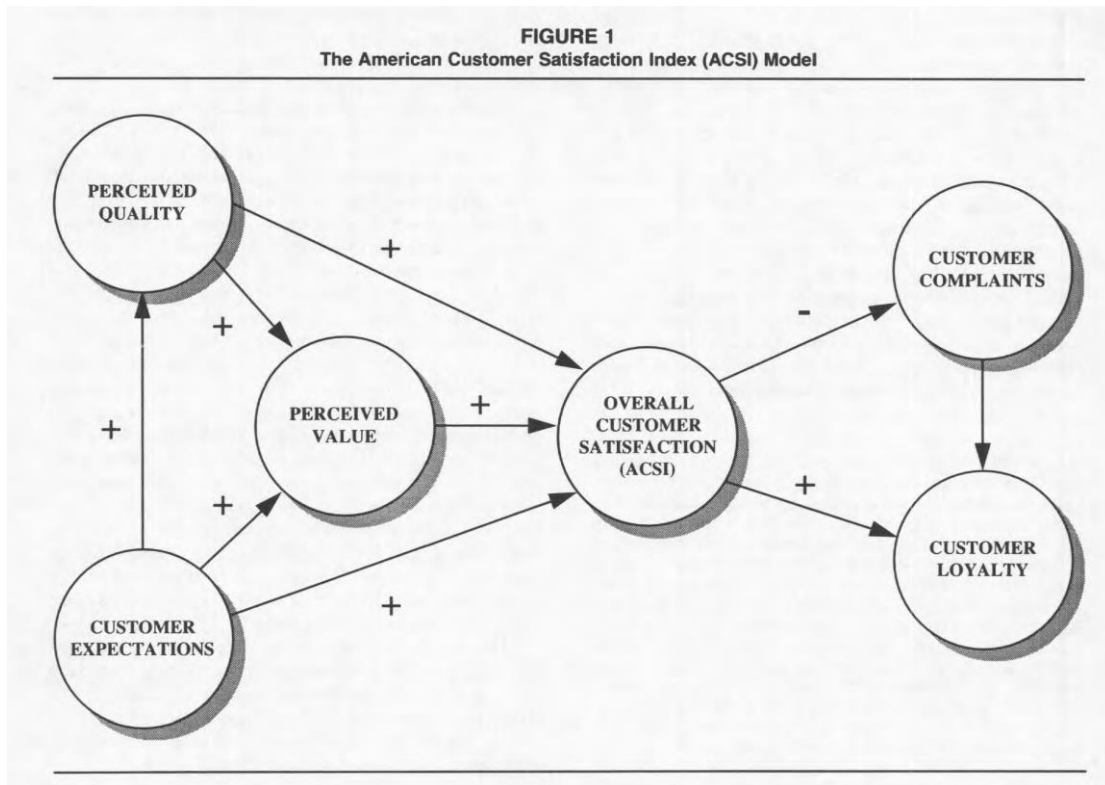 FIGURE 1
The American Customer Satisfaction Index (ACSI) Model
PERCEIVED
QUALITY
+
+
CUSTOMER
COMPLAINTS
-
PERCEIVED
VALUE
+
OVERALL
CUSTOMER
SATISFACTION
(ACSI)
+
+
+
CUSTOMER
LOYALTY
+
CUSTOMER
EXPECTATIONS